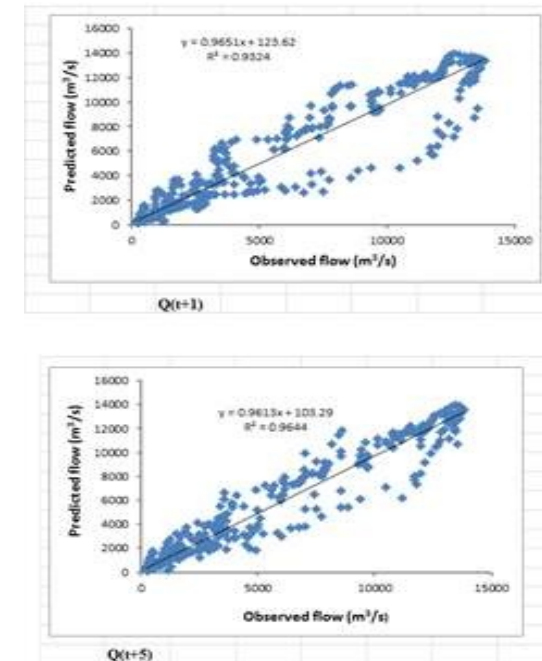 16000
14000
12000
10000
8000
6000
4000
2000
0
Predicted flow (m³/s)
y = 0.9651x + 123.62
R² = 0.9324
0 5000 10000 15000
Observed flow (m³/s)
Q(t+1)
16000
14000
12000
10000
8000
6000
4000
2000
0
Predicted flow (m³/s)
y = 0.9613x + 103.29
R² = 0.9644
0 5000 10000 15000
Observed flow (m³/s)
Q(t+5)